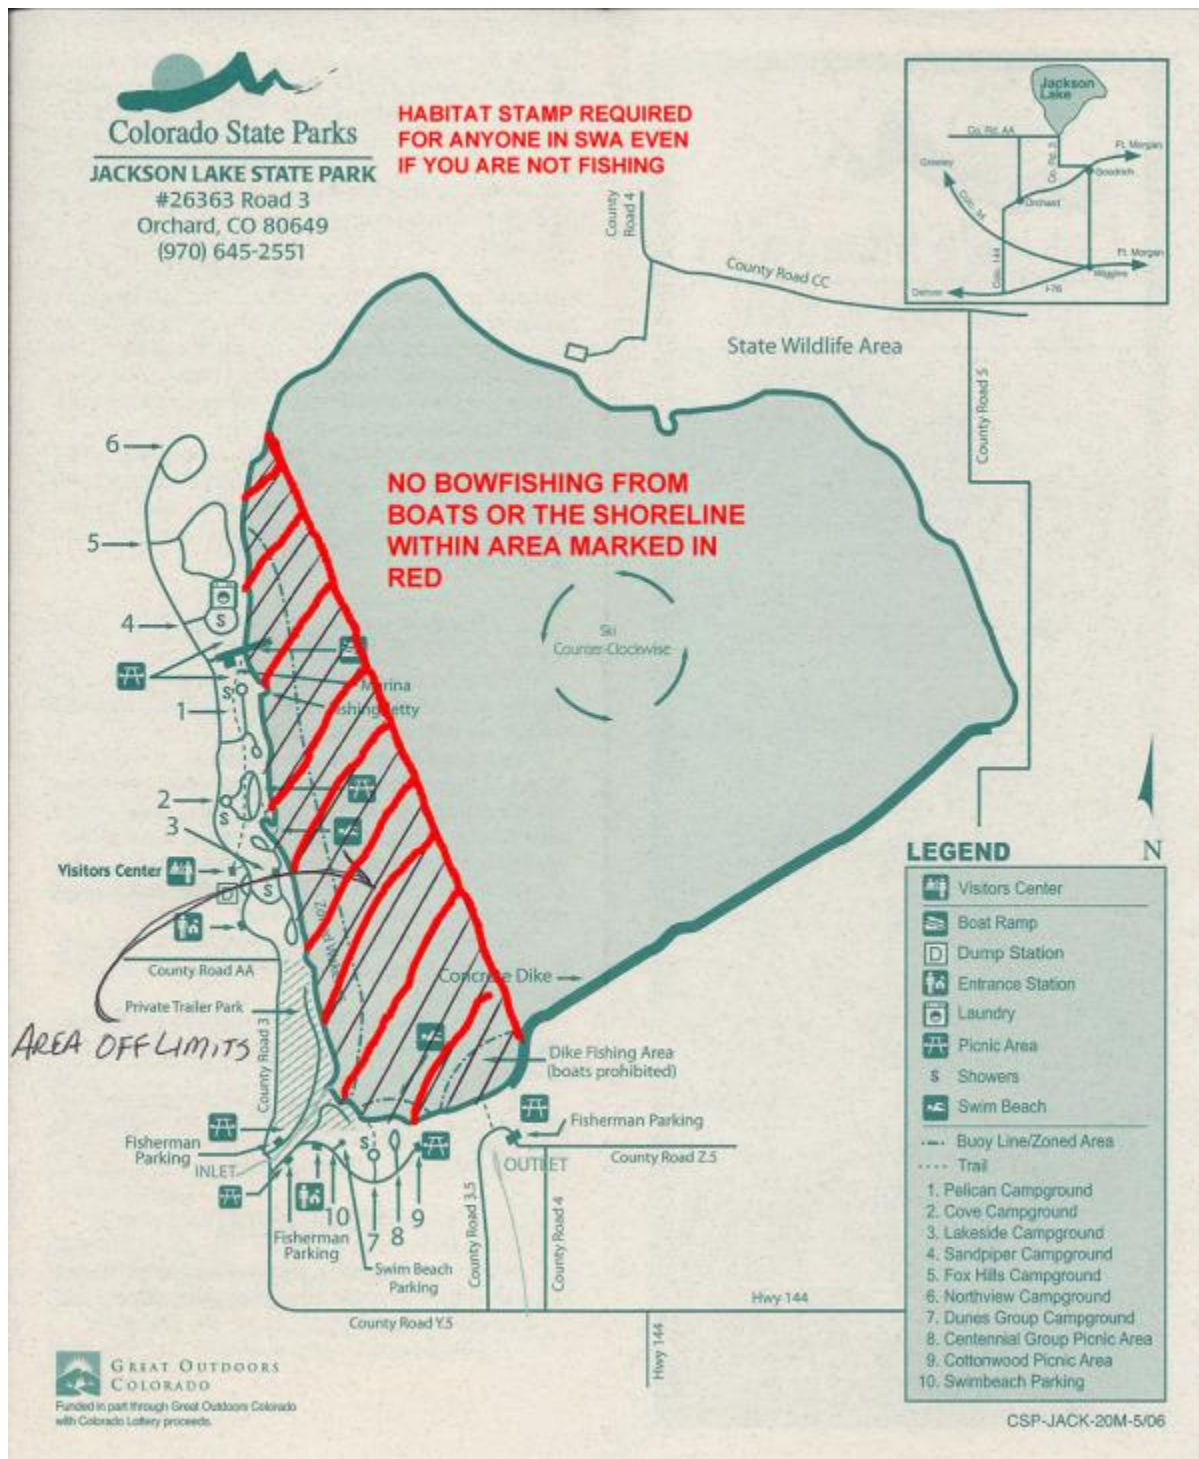 Colorado State Parks
JACKSON LAKE STATE PARK
#26363 Road 3
Orchard, CO 80649
(970) 645-2551
HABITAT STAMP REQUIRED
FOR ANYONE IN SWA EVEN
IF YOU ARE NOT FISHING
Jackson
Lake
Co. Rd. AA
Co. Rd. 3
Ft. Morgan
Greeley
Goodrich
Orchard
Colo. 144
Ft. Morgan
Wiggins
Denver
I-76
County
Road 4
County Road CC
State Wildlife Area
County Road 5
6
5
4
1
2
3
NO BOWFISHING FROM
BOATS OR THE SHORELINE
WITHIN AREA MARKED IN
RED
Ski
Counter-Clockwise
S
S
S
S
Marina
Fishing Jetty
Visitors Center
D
County Road AA
Private Trailer Park
County Road 3
AREA OFF LIMITS
Concrete Dike
Dike Fishing Area
(boats prohibited)
Fisherman Parking
Fisherman
Parking
INLET
S
OUTLET
County Road Z.5
10
7
8
9
Fisherman
Parking
Swim Beach
Parking
County Road 3.5
County Road 4
Hwy 144
County Road Y.5
Hwy 144
N
LEGEND
Visitors Center
Boat Ramp
D Dump Station
Entrance Station
Laundry
Picnic Area
S Showers
Swim Beach
Buoy Line/Zoned Area
Trail
1. Pelican Campground
2. Cove Campground
3. Lakeside Campground
4. Sandpiper Campground
5. Fox Hills Campground
6. Northview Campground
7. Dunes Group Campground
8. Centennial Group Picnic Area
9. Cottonwood Picnic Area
10. Swimbeach Parking
GREAT OUTDOORS
COLORADO
Funded in part through Great Outdoors Colorado
with Colorado Lottery proceeds.
CSP-JACK-20M-5/06